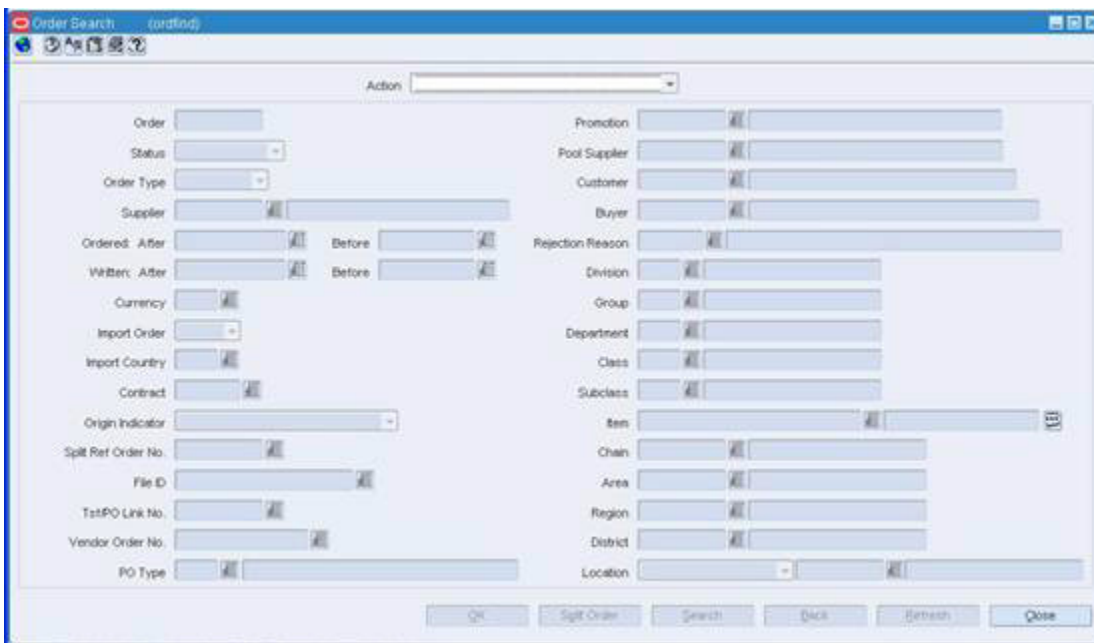 Order Search (ordfind)
Action
Order
Status
Order Type
Supplier
Ordered: After Before
Written: After Before
Currency
Import Order
Import Country
Contract
Origin Indicator
Split Ref Order No.
File ID
Tsf/PO Link No.
Vendor Order No.
PO Type
Promotion
Pool Supplier
Customer
Buyer
Rejection Reason
Division
Group
Department
Class
Subclass
Item
Chain
Area
Region
District
Location
OK Split Order Search Back Refresh Close